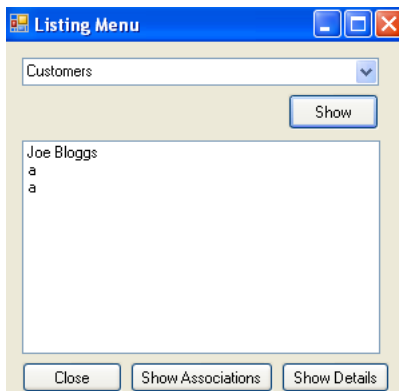 Listing Menu
Customers
Show
Joe Bloggs
a
a
Close Show Associations Show Details